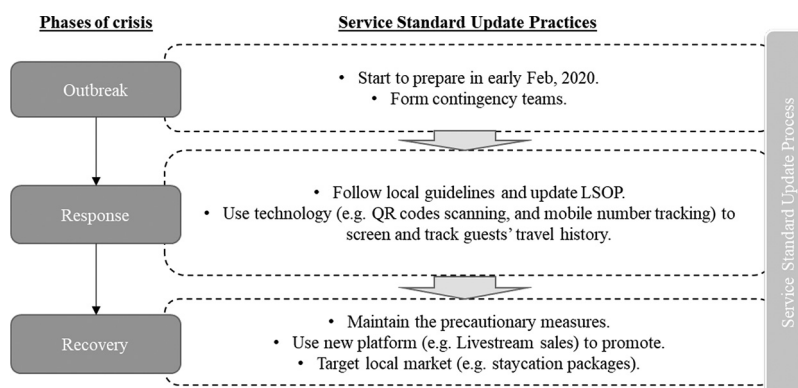 Phases of crisis
Service Standard Update Practices
Outbreak
• Start to prepare in early Feb, 2020.
• Form contingency teams.
Response
• Follow local guidelines and update LSOP.
• Use technology (e.g. QR codes scanning, and mobile number tracking) to
screen and track guests' travel history.
Recovery
• Maintain the precautionary measures.
• Use new platform (e.g. Livestream sales) to promote.
• Target local market (e.g. staycation packages).
Service Standard Update Process